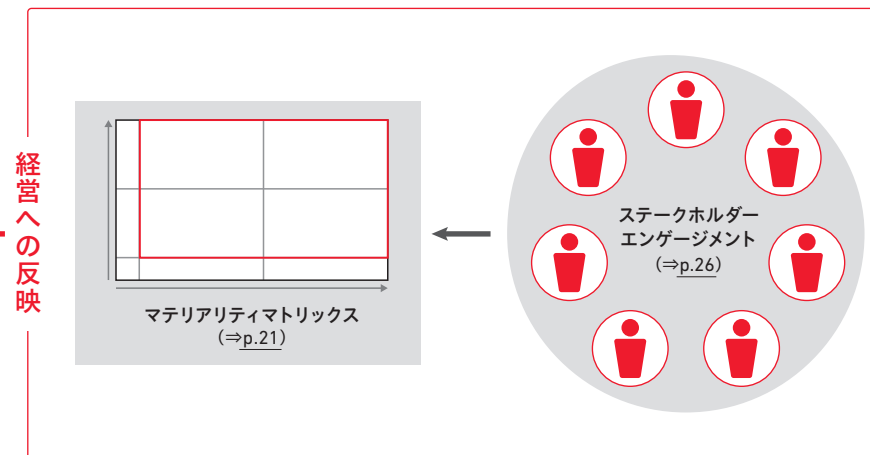 経営への反映
マテリアリティマトリックス
（⇒p.21）
ステークホルダー
エンゲージメント
（⇒p.26）